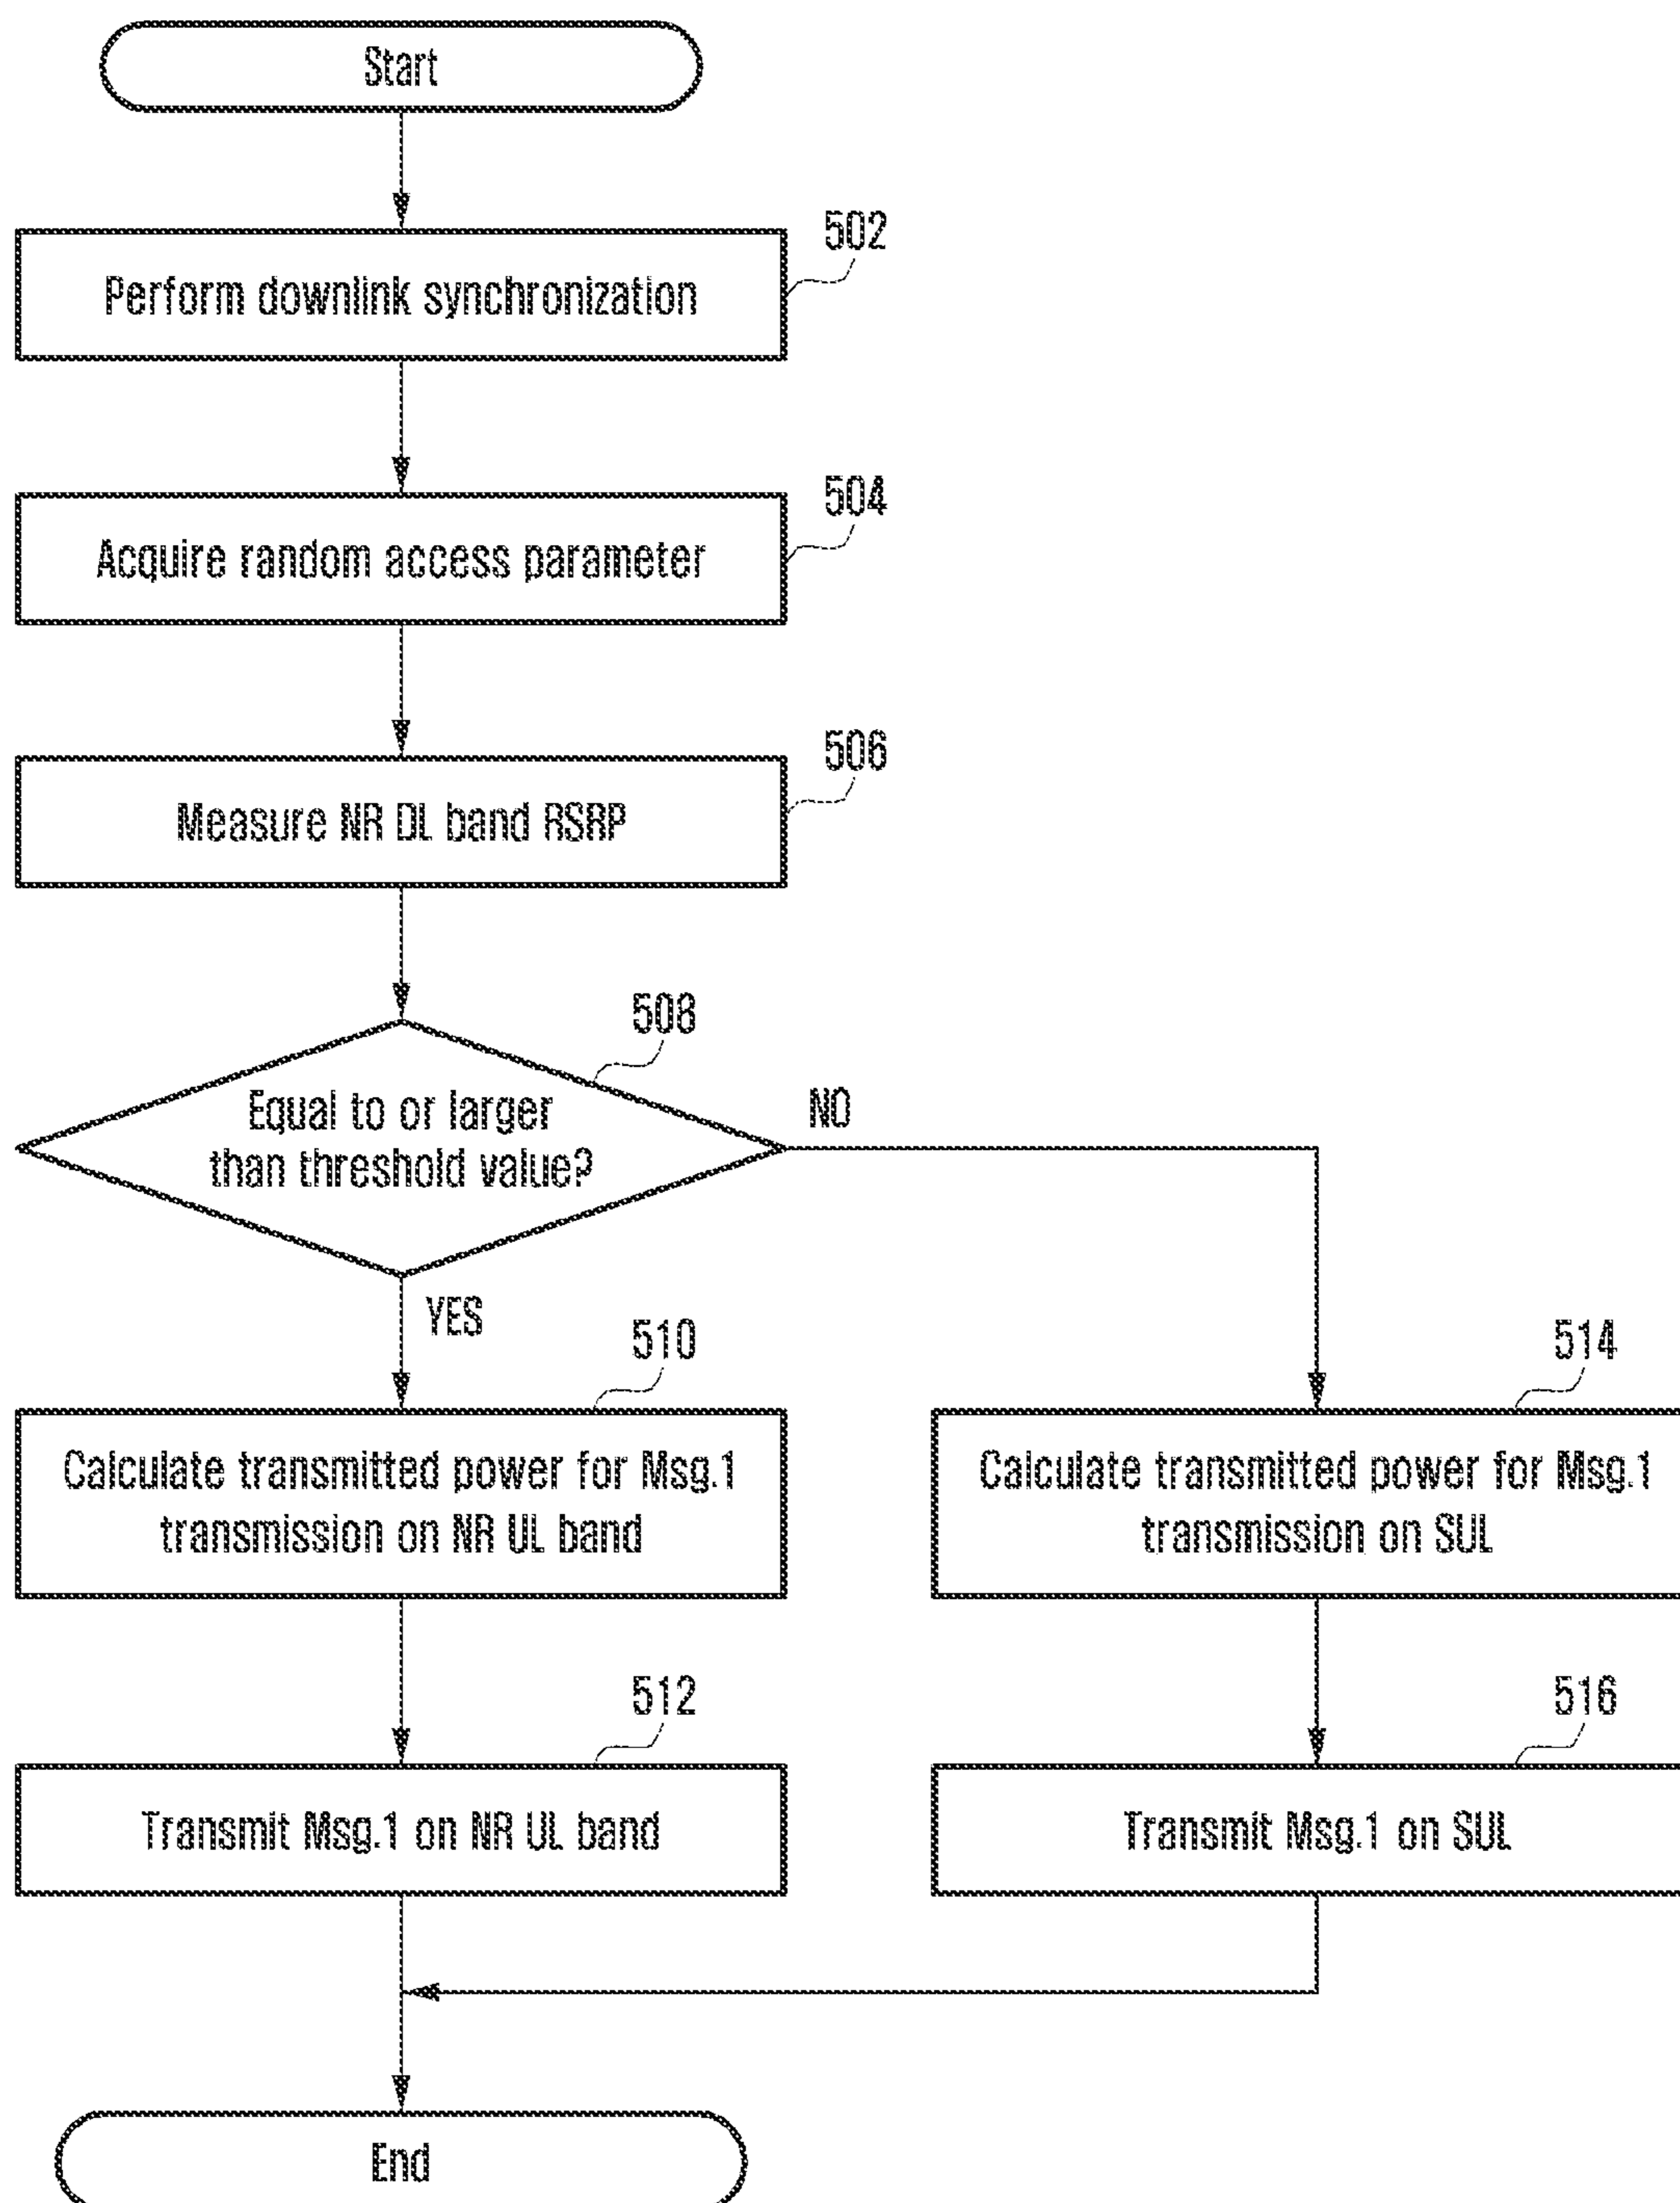 Start
502
Perform downlink synchronization
504
Acquire random access parameter
506
Measure NR DL band RSRP
508
Equal to or larger
than threshold value?
NO
YES
510
Calculate transmitted power for Msg.1
transmission on NR UL band
514
Calculate transmitted power for Msg.1
transmission on SUL
512
Transmit Msg.1 on NR UL band
516
Transmit Msg.1 on SUL
End